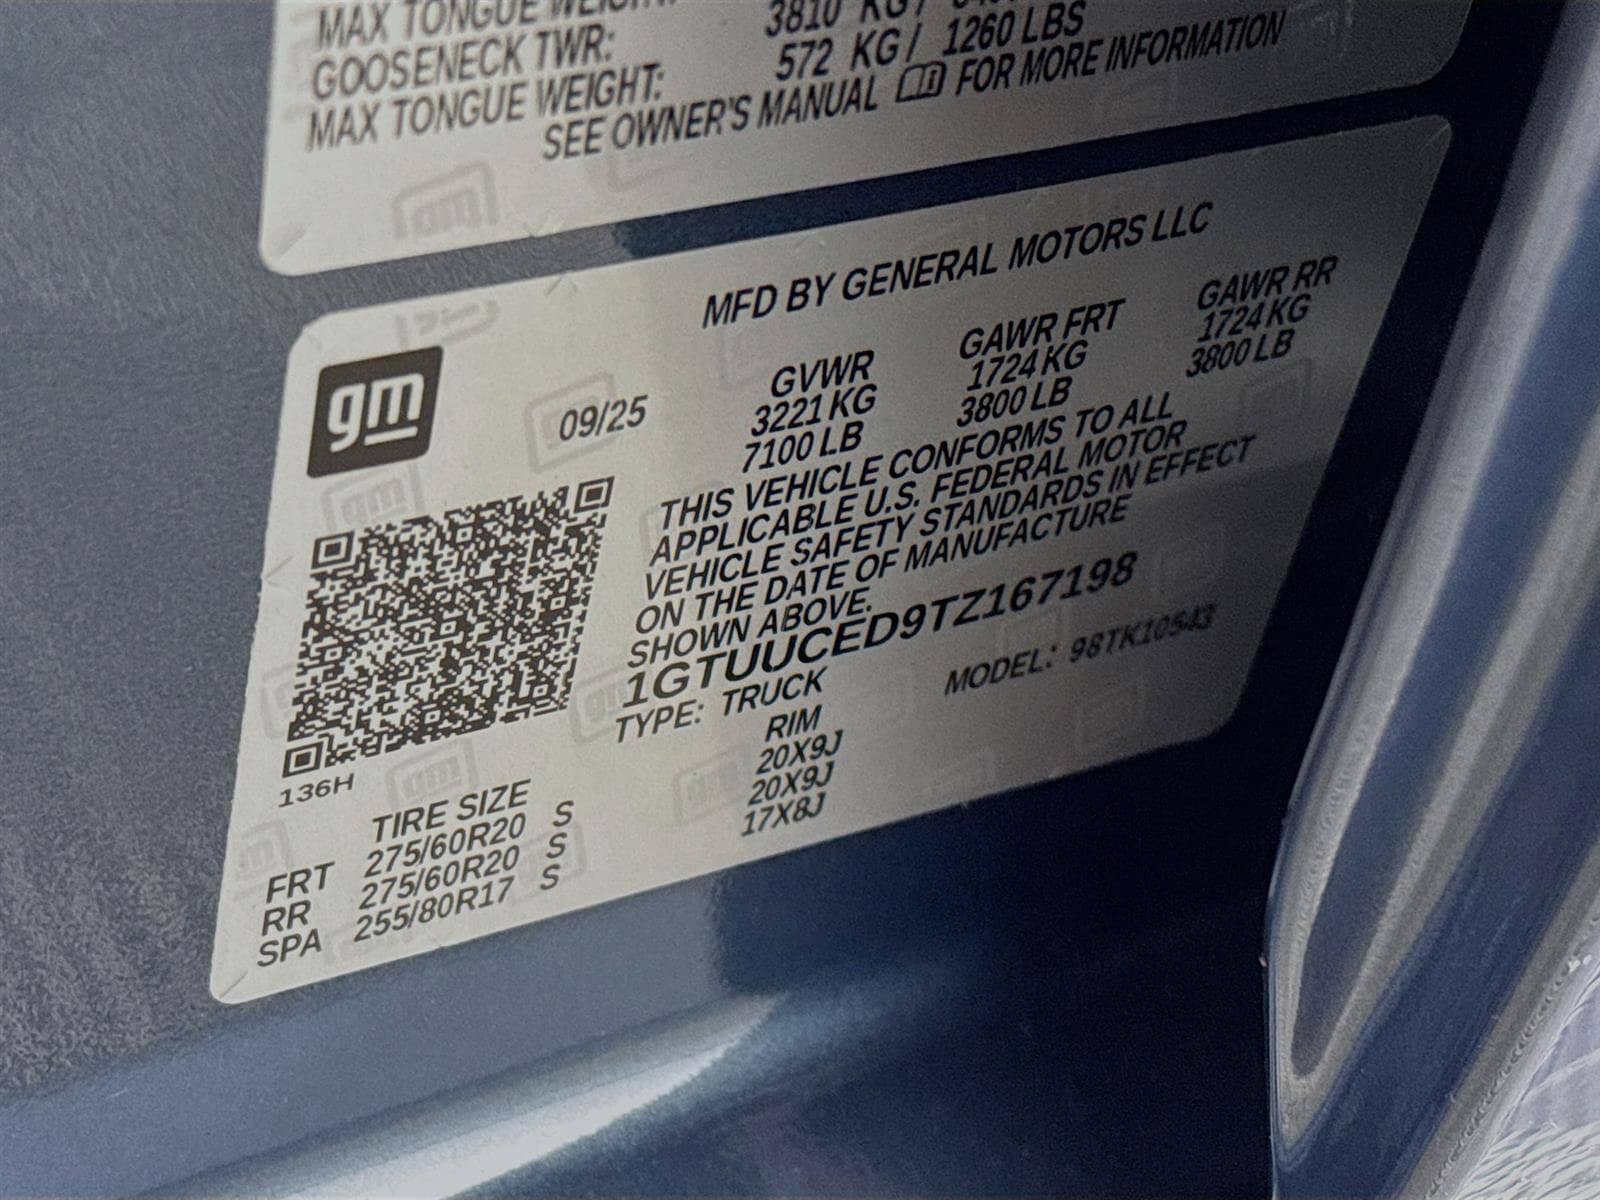 MAX TONGUE WEIGHT:
GOOSENECK TWR: 3810 KG/
MAX TONGUE WEIGHT: 572 KG/ 1260 LBS
SEE OWNER'S MANUAL FOR MORE INFORMATION
MFD BY GENERAL MOTORS LLC
gm
09/25
GVWR GAWR FRT GAWR RR
3221 KG 1724 KG 1724 KG
7100 LB 3800 LB 3800 LB
THIS VEHICLE CONFORMS TO ALL
APPLICABLE U.S. FEDERAL MOTOR
VEHICLE SAFETY STANDARDS IN EFFECT
ON THE DATE OF MANUFACTURE
SHOWN ABOVE.
1GTUUCED9TZ167198
TYPE: TRUCK MODEL: 98TK10543
136H
TIRE SIZE RIM
FRT 275/60R20 S 20X9J
RR 275/60R20 S 20X9J
SPA 255/80R17 S 17X8J